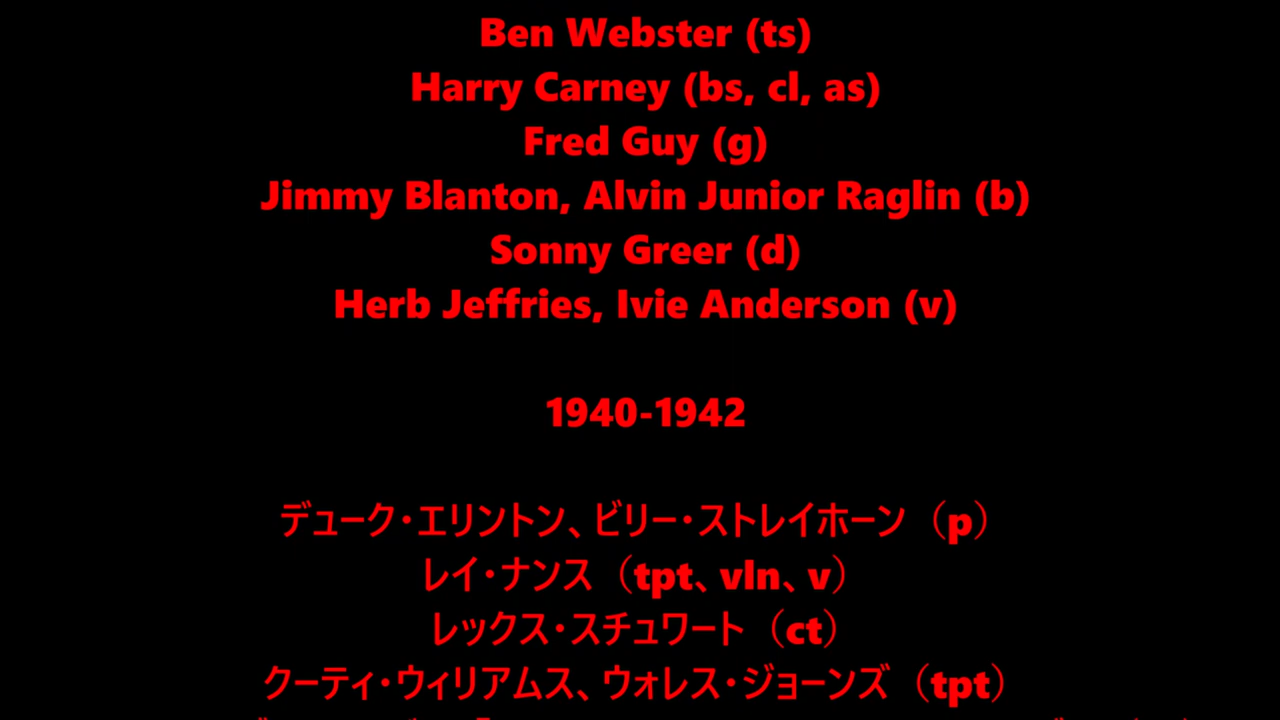 Ben Webster (ts)
Harry Carney (bs, cl, as)
Fred Guy (g)
Jimmy Blanton, Alvin Junior Raglin (b)
Sonny Greer (d)
Herb Jeffries, Ivie Anderson (v)
1940-1942
デューク・エリントン、ビリー・ストレイホーン（p）
レイ・ナンス（tpt、vln、v）
レックス・スチュワート（ct）
クーティ・ウィリアムス、ウォレス・ジョーンズ（tpt）